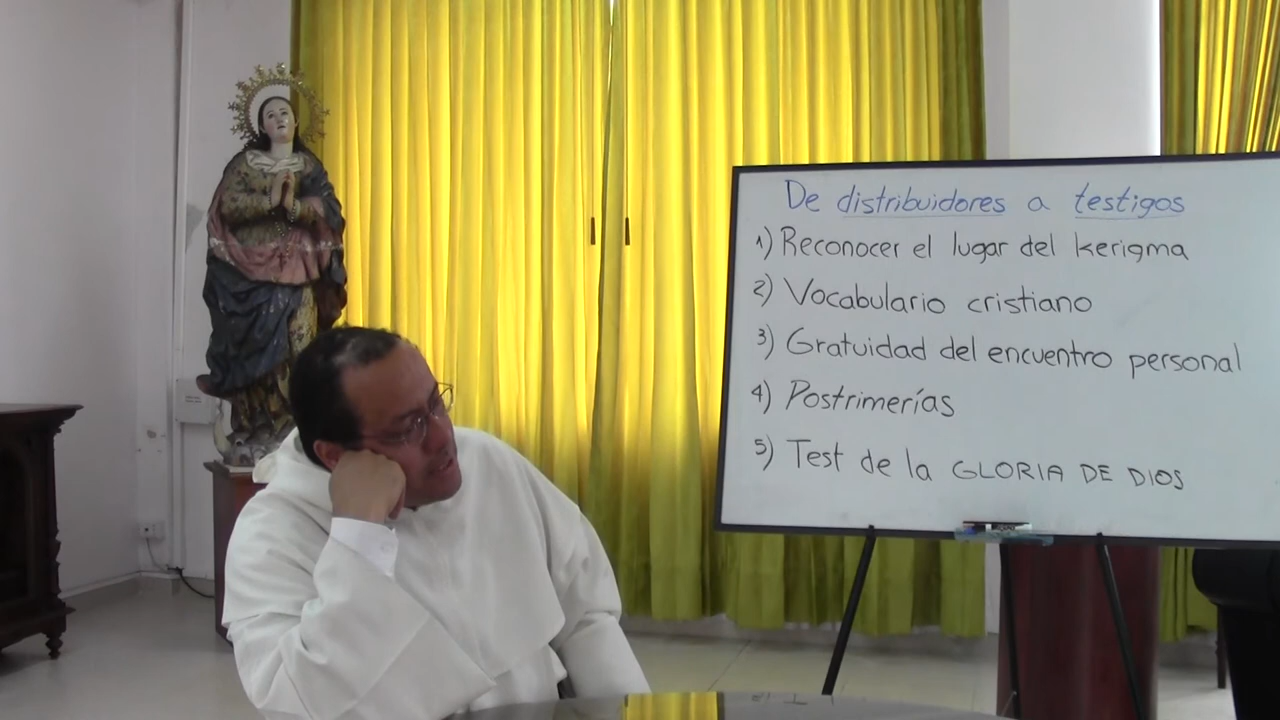 De distribuidores a testigos
1) Reconocer el lugar del kerigma
2) Vocabulario cristiano
3) Gratuidad del encuentro personal
4) Postrimerías
5) Test de la GLORIA DE DIOS